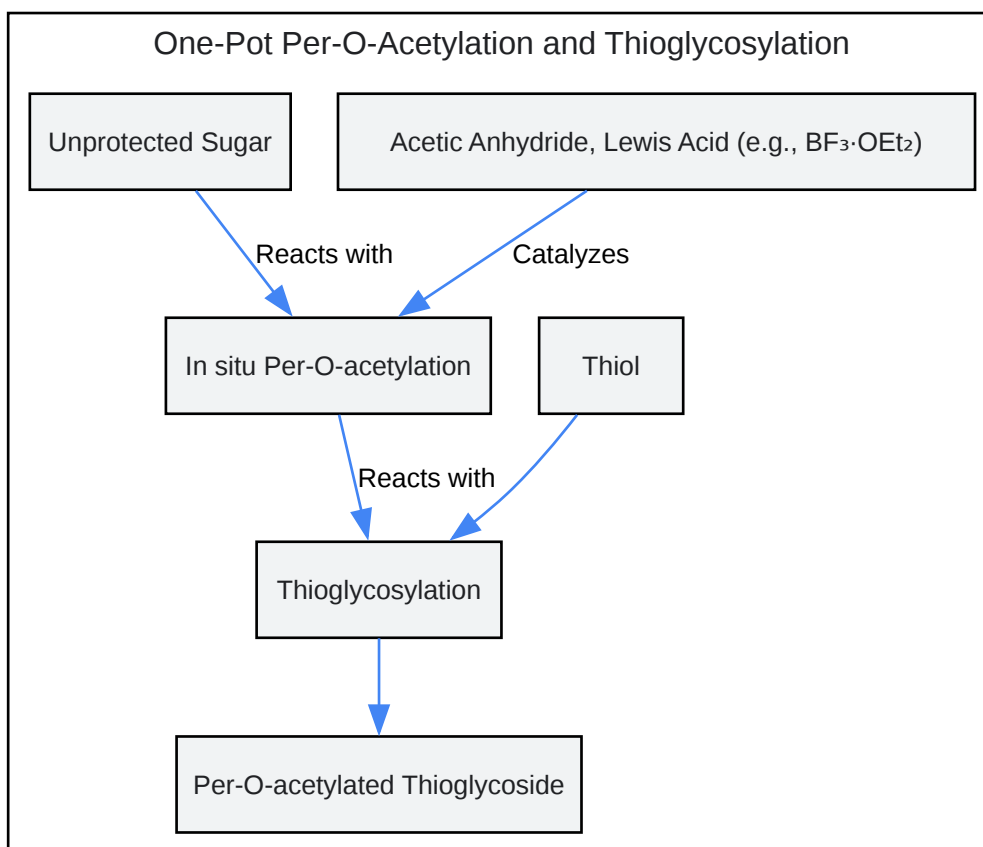 One-Pot Per-O-Acetylation and Thioglycosylation
Unprotected Sugar
Acetic Anhydride, Lewis Acid (e.g., BF₃·OEt₂)
Reacts with
Catalyzes
In situ Per-O-acetylation
Thiol
Reacts with
Thioglycosylation
Per-O-acetylated Thioglycoside